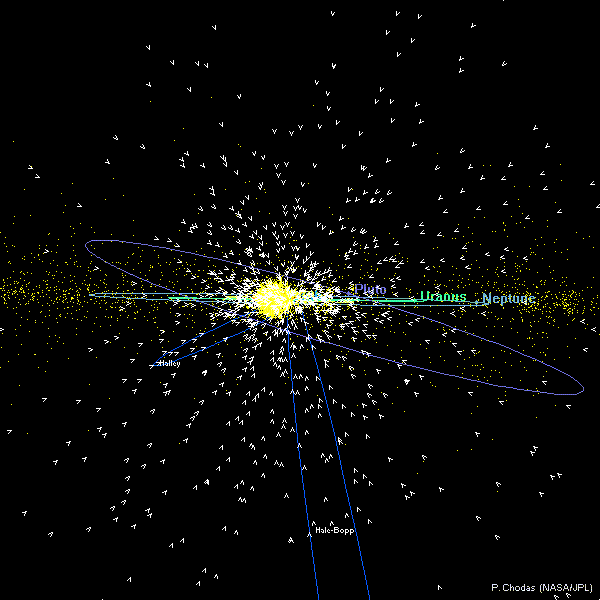 Pluto
Uranus
Neptune
Halley
Hale-Bopp
P. Chodas (NASA/JPL)